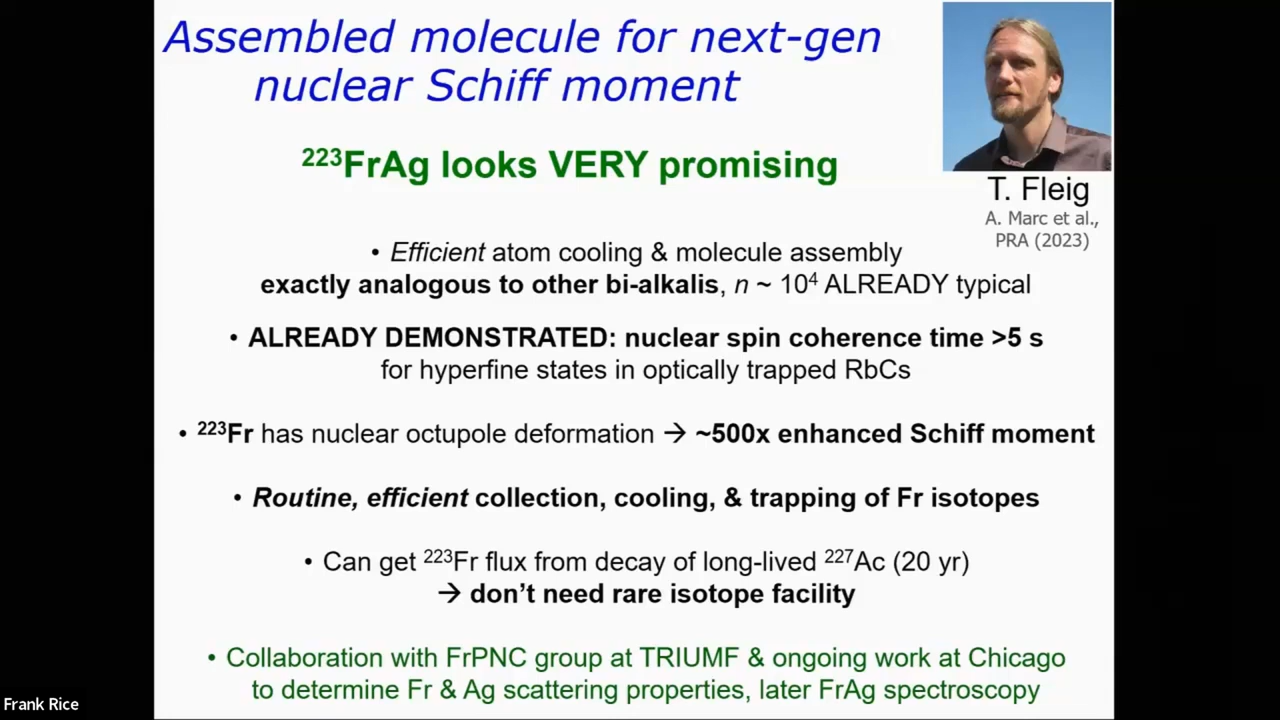 Assembled molecule for next-gen
nuclear Schiff moment
²²³FrAg looks VERY promising
T. Fleig
A. Marc et al.,
PRA (2023)
• Efficient atom cooling & molecule assembly
exactly analogous to other bi-alkalis, n ~ 10⁴ ALREADY typical
• ALREADY DEMONSTRATED: nuclear spin coherence time >5 s
for hyperfine states in optically trapped RbCs
• ²²³Fr has nuclear octupole deformation → ~500x enhanced Schiff moment
• Routine, efficient collection, cooling, & trapping of Fr isotopes
• Can get ²²³Fr flux from decay of long-lived ²²⁷Ac (20 yr)
→ don’t need rare isotope facility
• Collaboration with FrPNC group at TRIUMF & ongoing work at Chicago
to determine Fr & Ag scattering properties, later FrAg spectroscopy
Frank Rice